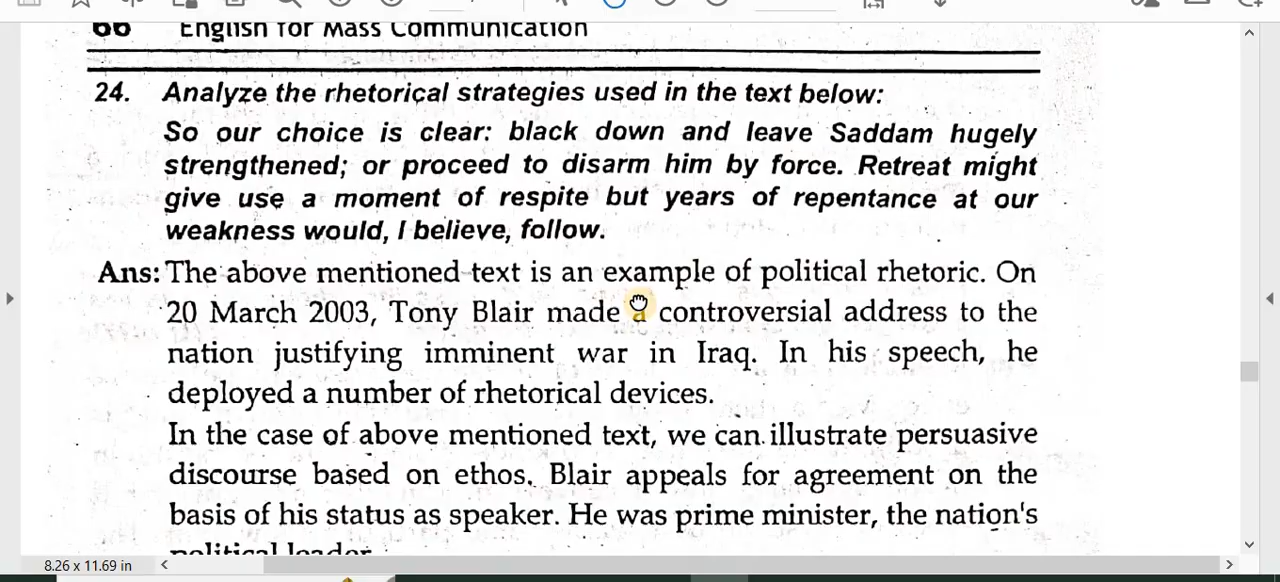 66 English for Mass Communication
24. Analyze the rhetorical strategies used in the text below:
So our choice is clear: black down and leave Saddam hugely
strengthened; or proceed to disarm him by force. Retreat might
give use a moment of respite but years of repentance at our
weakness would, I believe, follow.
Ans: The above mentioned text is an example of political rhetoric. On
20 March 2003, Tony Blair made a controversial address to the
nation justifying imminent war in Iraq. In his speech, he
deployed a number of rhetorical devices.
In the case of above mentioned text, we can illustrate persuasive
discourse based on ethos. Blair appeals for agreement on the
basis of his status as speaker. He was prime minister, the nation's
political leader.
8.26 x 11.69 in